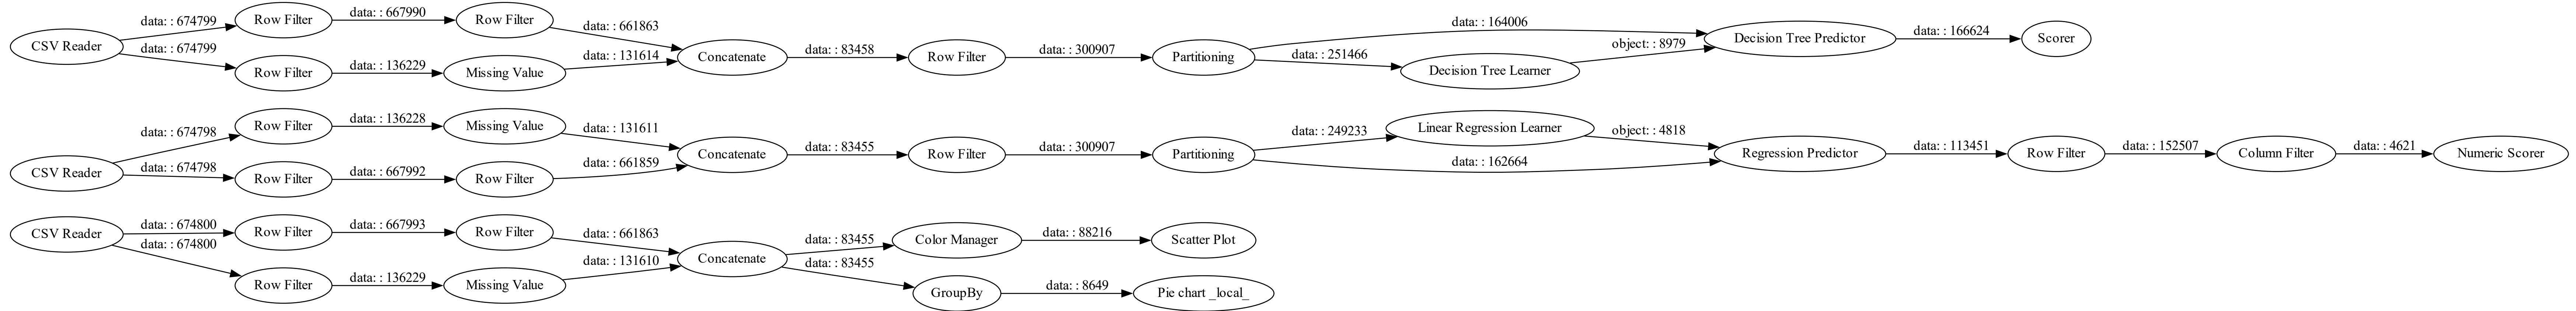 CSV Reader
data: : 674799
data: : 674799
Row Filter
data: : 667990
Row Filter
data: : 661863
Row Filter
data: : 136229
Missing Value
data: : 131614
Concatenate
data: : 83458
Row Filter
data: : 300907
Partitioning
data: : 164006
data: : 251466
Decision Tree Learner
object: : 8979
Decision Tree Predictor
data: : 166624
Scorer
CSV Reader
data: : 674798
data: : 674798
Row Filter
data: : 136228
Missing Value
data: : 131611
Row Filter
data: : 667992
Row Filter
data: : 661859
Concatenate
data: : 83455
Row Filter
data: : 300907
Partitioning
data: : 249233
data: : 162664
Linear Regression Learner
object: : 4818
Regression Predictor
data: : 113451
Row Filter
data: : 152507
Column Filter
data: : 4621
Numeric Scorer
CSV Reader
data: : 674800
data: : 674800
Row Filter
data: : 667993
Row Filter
data: : 661863
Row Filter
data: : 136229
Missing Value
data: : 131610
Concatenate
data: : 83455
data: : 83455
Color Manager
data: : 88216
Scatter Plot
GroupBy
data: : 8649
Pie chart _local_